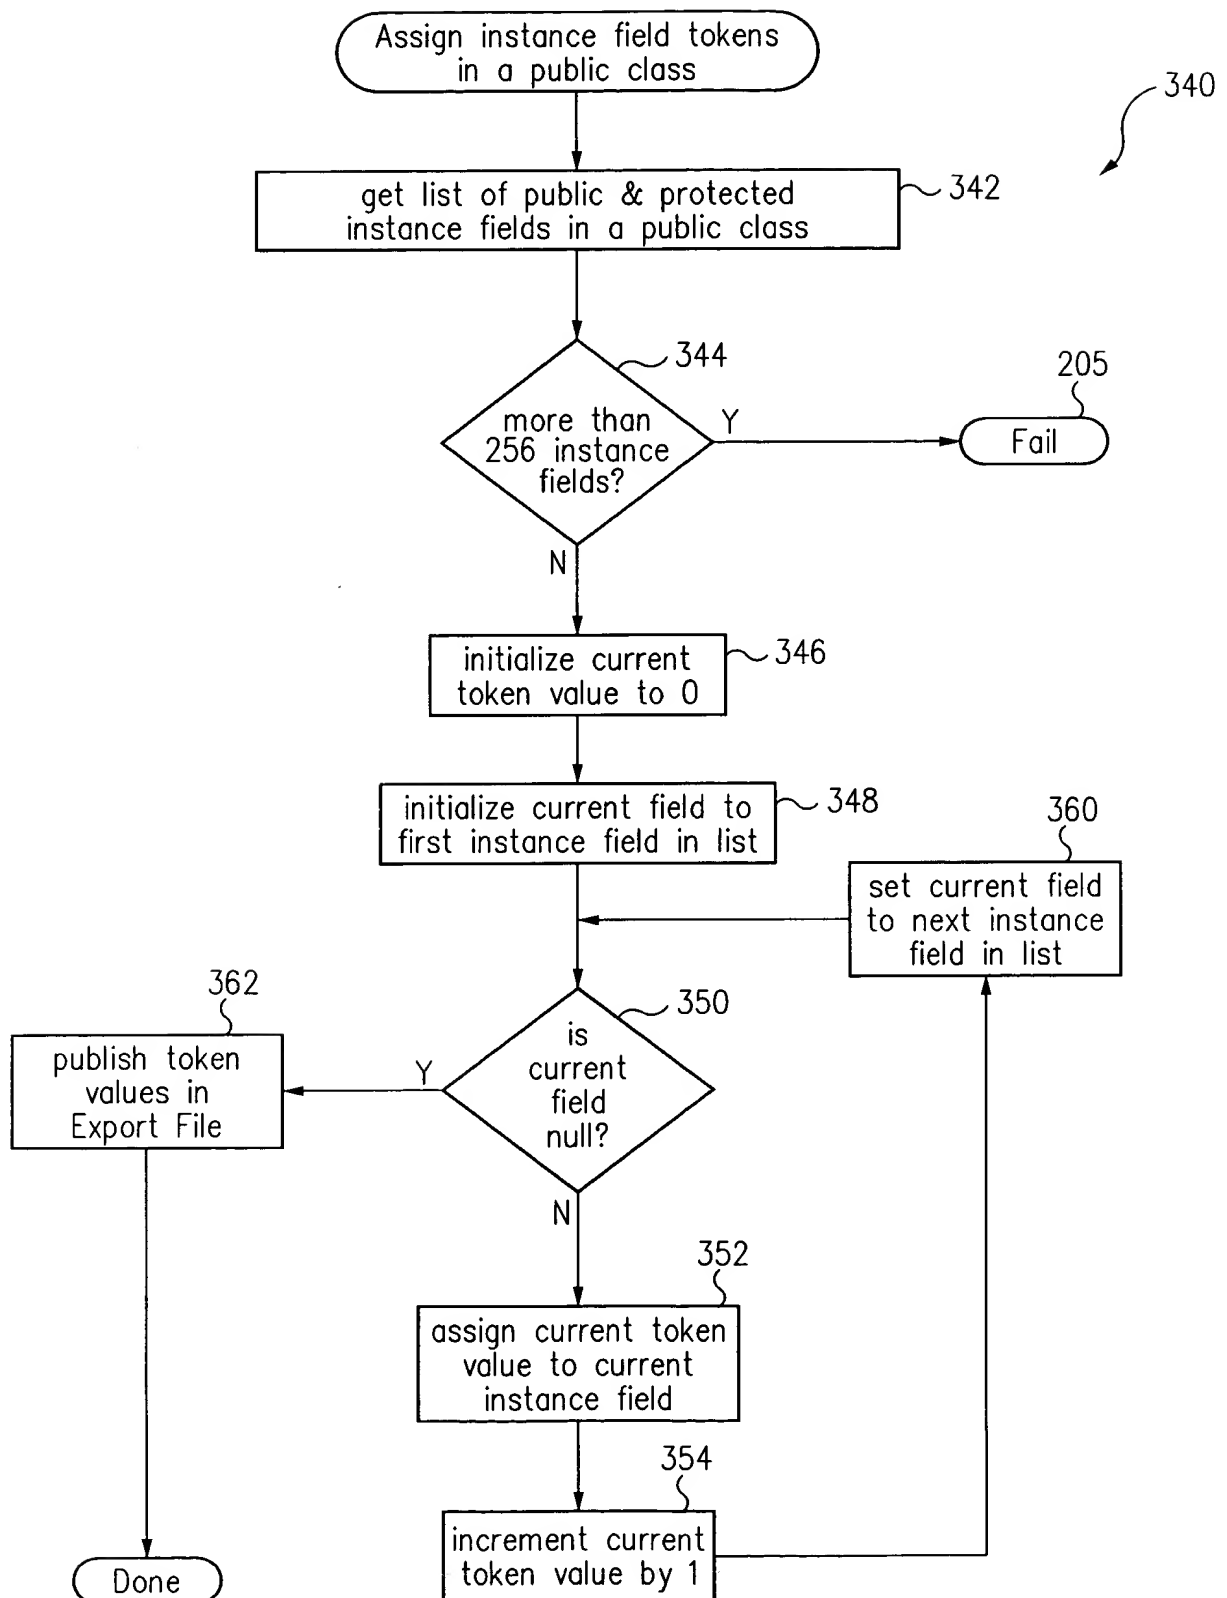 Assign instance field tokens
in a public class
340
get list of public & protected
instance fields in a public class
342
344
more than
256 instance
fields?
Y
205
Fail
N
initialize current
token value to 0
346
initialize current field to
first instance field in list
348
360
set current field
to next instance
field in list
362
publish token
values in
Export File
Y
350
is
current
field
null?
N
352
assign current token
value to current
instance field
354
increment current
token value by 1
Done